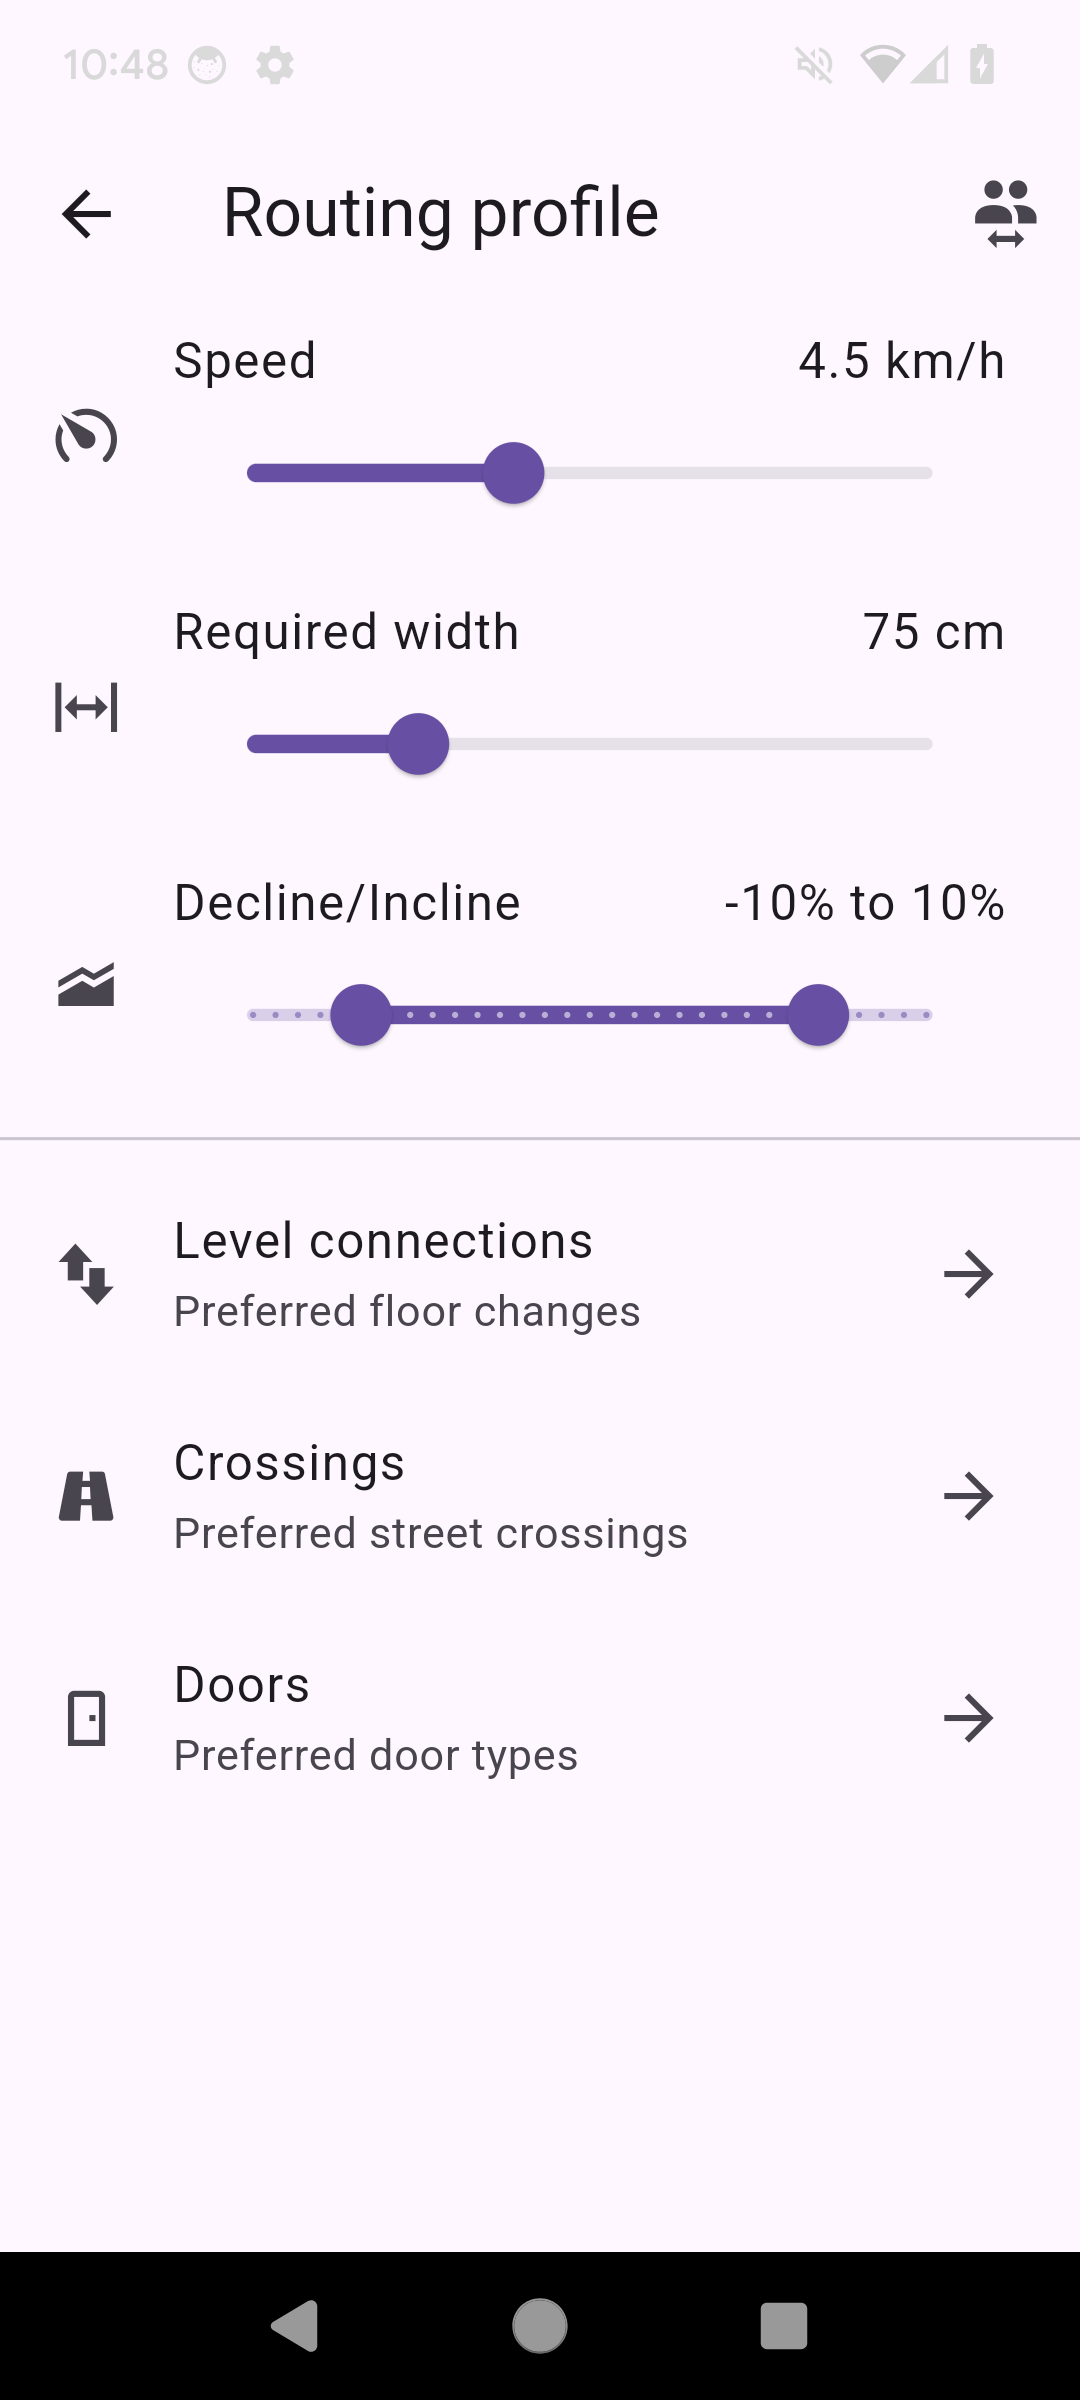 10:48
Routing profile
Speed 4.5 km/h
Required width 75 cm
Decline/Incline -10% to 10%
Level connections
Preferred floor changes
Crossings
Preferred street crossings
Doors
Preferred door types